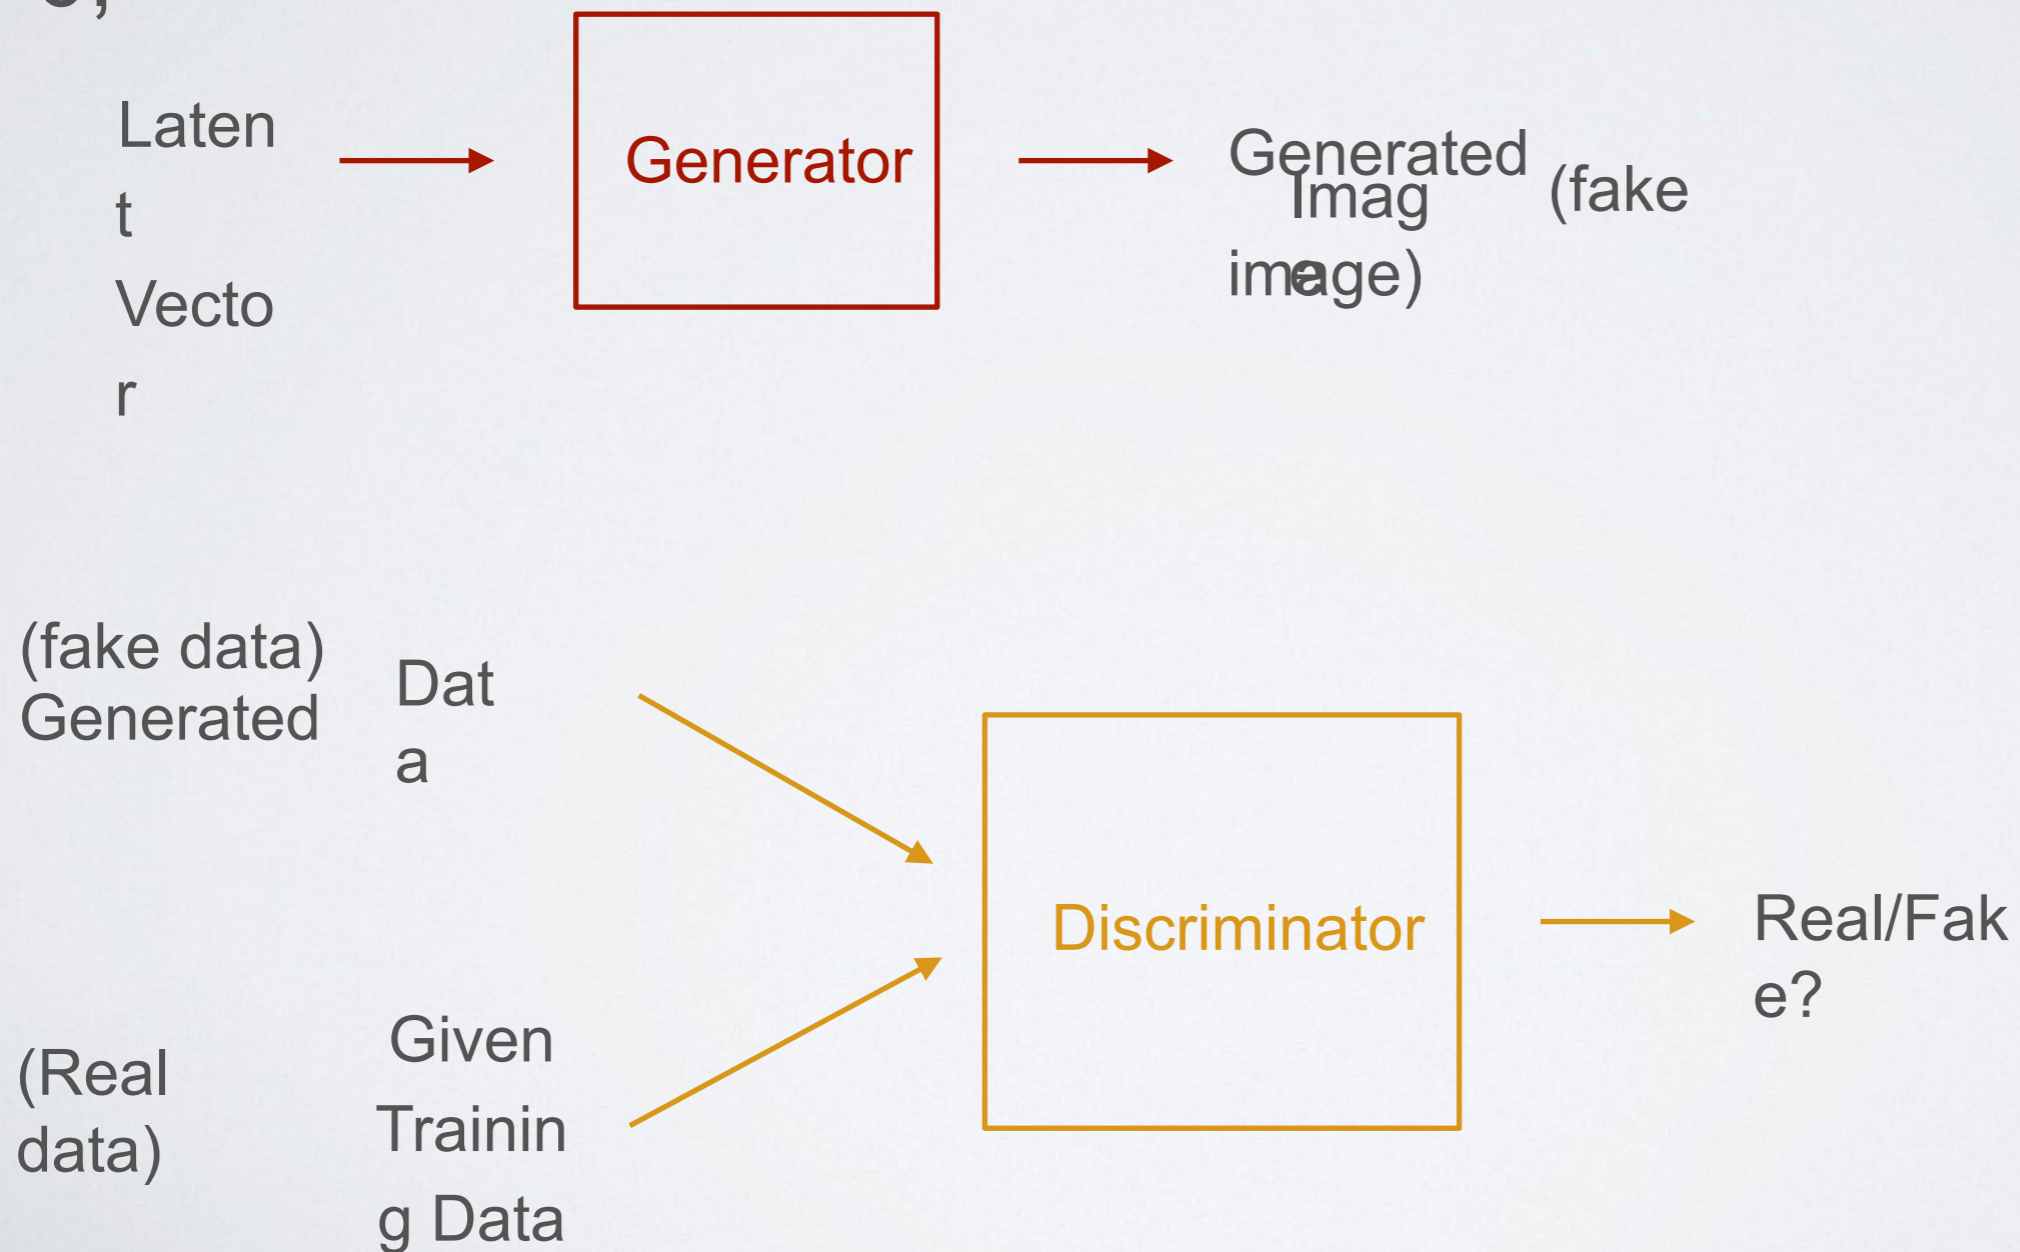 Laten
t
Vecto
r
Generator
Generated
Imag
e
(fake
image)
(fake data)
Generated
Dat
a
Discriminator
Real/Fak
e?
(Real
data)
Given
Trainin
g Data